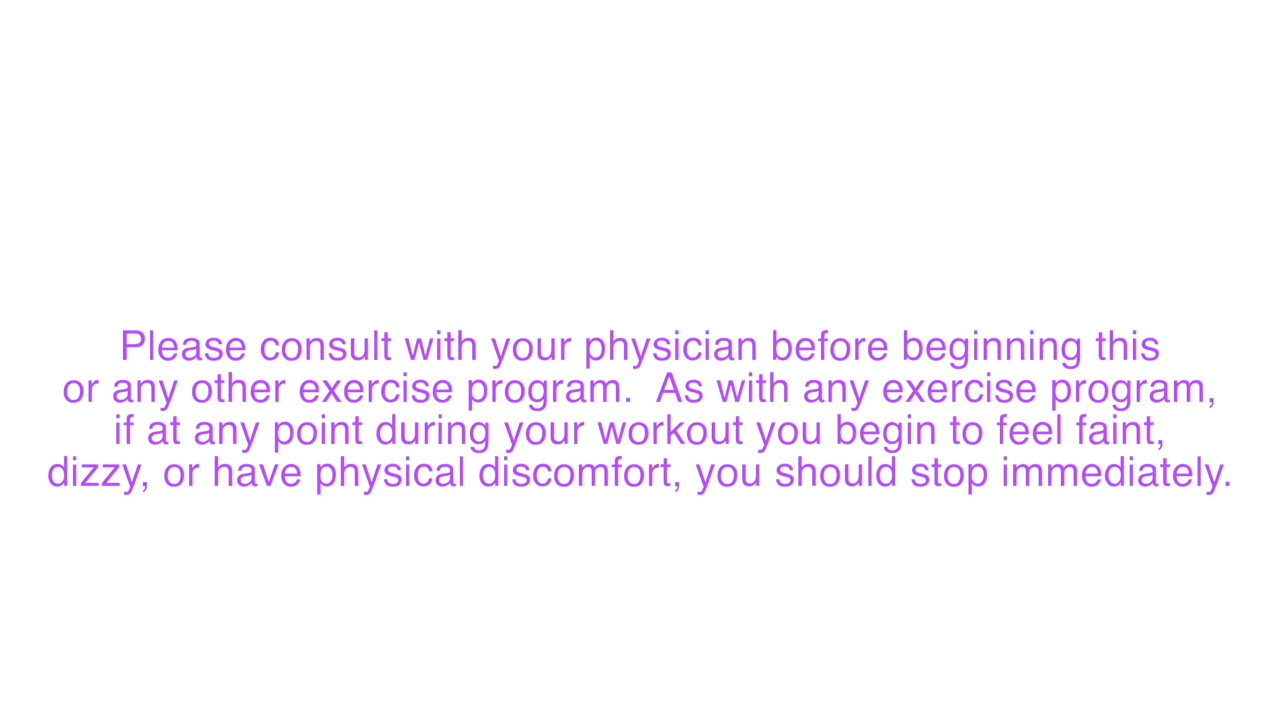 Please consult with your physician before beginning this
or any other exercise program.  As with any exercise program,
if at any point during your workout you begin to feel faint,
dizzy, or have physical discomfort, you should stop immediately.